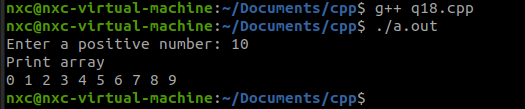 nxc@nxc-virtual-machine:~/Documents/cpp$ g++ q18.cpp
nxc@nxc-virtual-machine:~/Documents/cpp$ ./a.out
Enter a positive number: 10
Print array
0 1 2 3 4 5 6 7 8 9
nxc@nxc-virtual-machine:~/Documents/cpp$